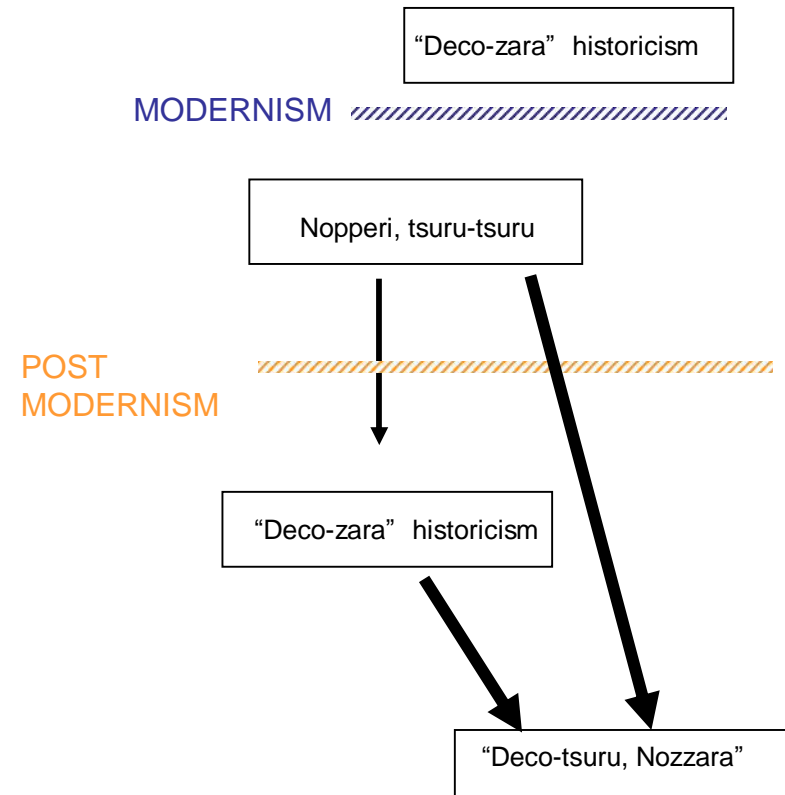 “Deco-zara” historicism
MODERNISM
Nopperi, tsuru-tsuru
POST
MODERNISM
“Deco-zara” historicism
“Deco-tsuru, Nozzara”